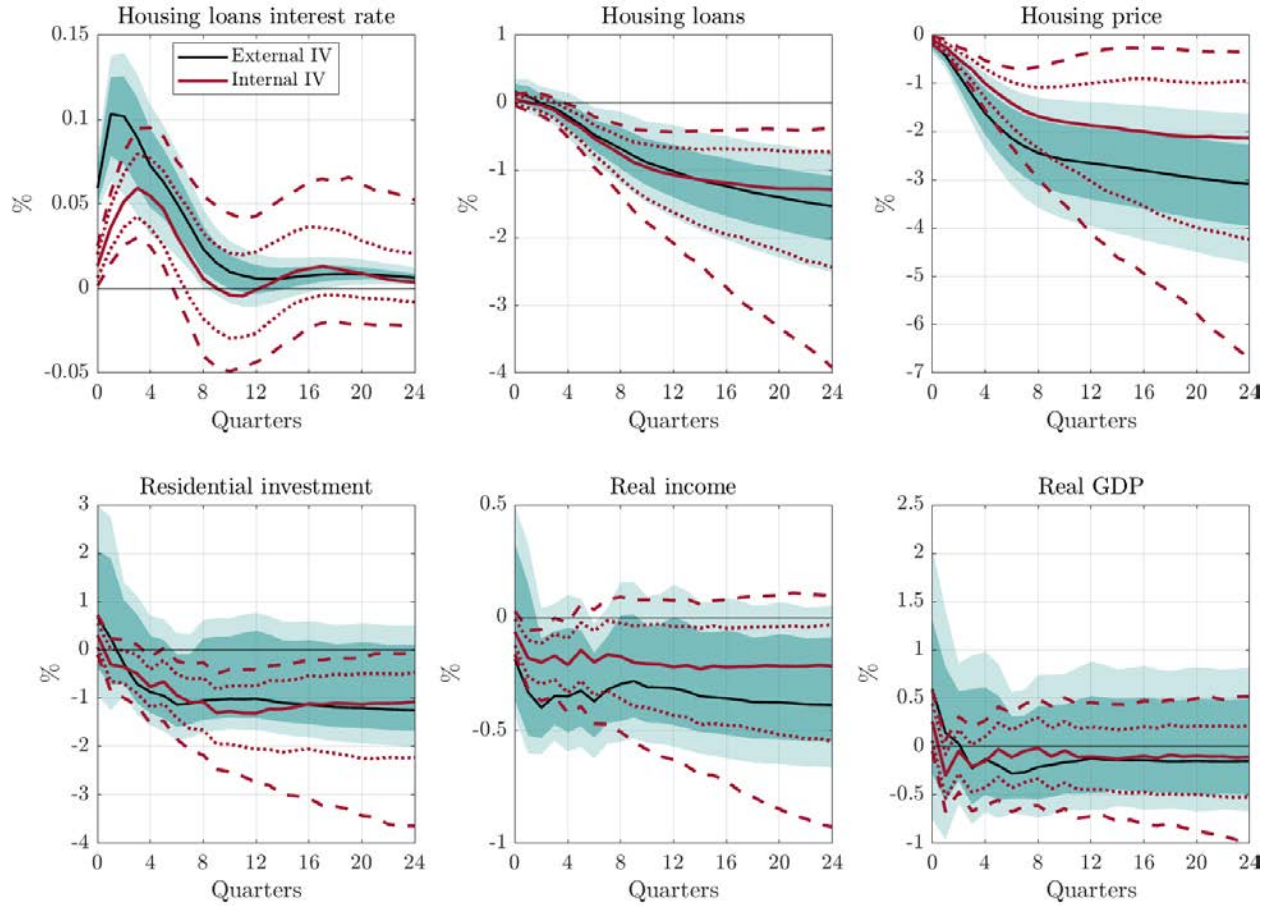 Housing loans interest rate
Housing loans
Housing price
0.15
0.1
0.05
0
-0.05
%
External IV
Internal IV
0 4 8 12 16 20 24
Quarters
1
0
-1
-2
-3
-4
%
0 4 8 12 16 20 24
Quarters
0
-1
-2
-3
-4
-5
-6
-7
%
0 4 8 12 16 20 24
Quarters
Residential investment
Real income
Real GDP
3
2
1
0
-1
-2
-3
-4
%
0 4 8 12 16 20 24
Quarters
0.5
0
-0.5
-1
%
0 4 8 12 16 20 24
Quarters
2.5
2
1.5
1
0.5
0
-0.5
-1
%
0 4 8 12 16 20 24
Quarters